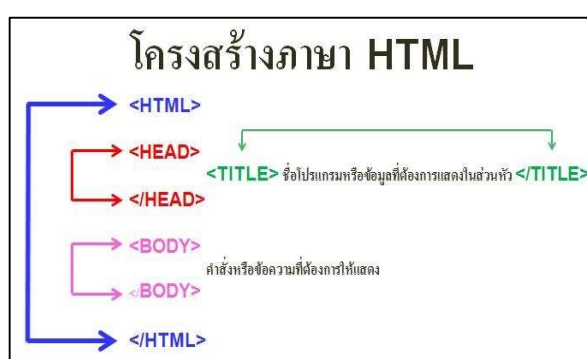 โครงสร้างภาษา HTML
<HTML>
<HEAD>
<TITLE> ชื่อโปรแกรมหรือข้อมูลที่ต้องการแสดงในส่วนหัว </TITLE>
</HEAD>
<BODY>
คำสั่งหรือข้อความที่ต้องการให้แสดง
</BODY>
</HTML>